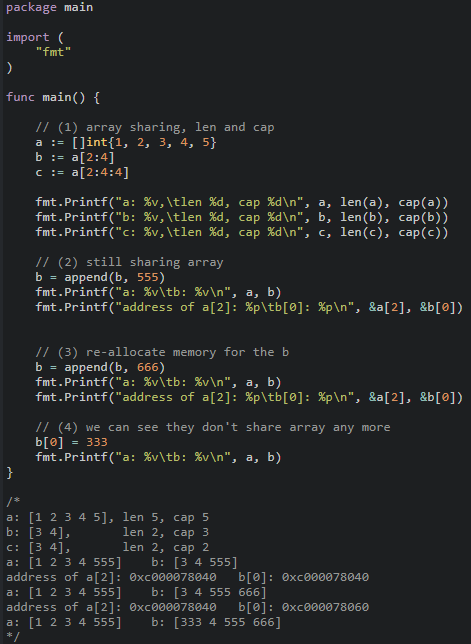 package main
import (
"fmt"
)
func main() {
// (1) array sharing, len and cap
a := []int{1, 2, 3, 4, 5}
b := a[2:4]
c := a[2:4:4]
fmt.Printf("a: %v,\tlen %d, cap %d\n", a, len(a), cap(a))
fmt.Printf("b: %v,\tlen %d, cap %d\n", b, len(b), cap(b))
fmt.Printf("c: %v,\tlen %d, cap %d\n", c, len(c), cap(c))
// (2) still sharing array
b = append(b, 555)
fmt.Printf("a: %v\tb: %v\n", a, b)
fmt.Printf("address of a[2]: %p\tb[0]: %p\n", &a[2], &b[0])
// (3) re-allocate memory for the b
b = append(b, 666)
fmt.Printf("a: %v\tb: %v\n", a, b)
fmt.Printf("address of a[2]: %p\tb[0]: %p\n", &a[2], &b[0])
// (4) we can see they don't share array any more
b[0] = 333
fmt.Printf("a: %v\tb: %v\n", a, b)
}
/*
a: [1 2 3 4 5], len 5, cap 5
b: [3 4], len 2, cap 3
c: [3 4], len 2, cap 2
a: [1 2 3 4 555] b: [3 4 555]
address of a[2]: 0xc000078040 b[0]: 0xc000078040
a: [1 2 3 4 555] b: [3 4 555 666]
address of a[2]: 0xc000078040 b[0]: 0xc000078060
a: [1 2 3 4 555] b: [333 4 555 666]
*/